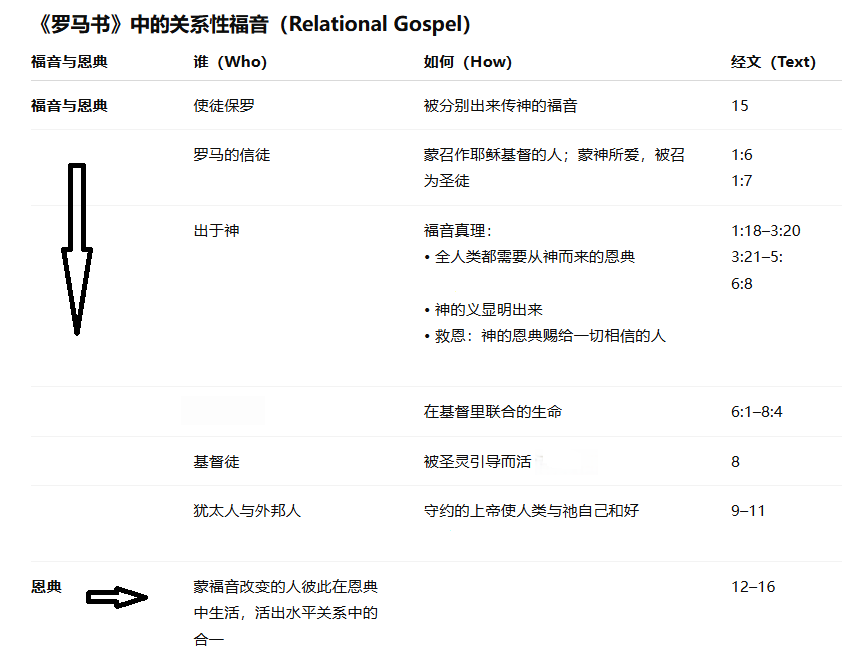 《罗马书》中的关系性福音（Relational Gospel）
福音与恩典 谁（Who） 如何（How） 经文（Text）
福音与恩典 使徒保罗 被分别出来传神的福音 15
罗马的信徒 蒙召作耶稣基督的人；蒙神所爱，被召 1:6
为圣徒 1:7
出于神 福音真理： 1:18–3:20
• 全人类都需要从神而来的恩典 3:21–5:
6:8
• 神的义显明出来
• 救恩：神的恩典赐给一切相信的人
在基督里联合的生命 6:1–8:4
基督徒 被圣灵引导而活 8
犹太人与外邦人 守约的上帝使人类与祂自己和好 9–11
恩典 蒙福音改变的人彼此在恩典 12–16
中生活，活出水平关系中的
合一